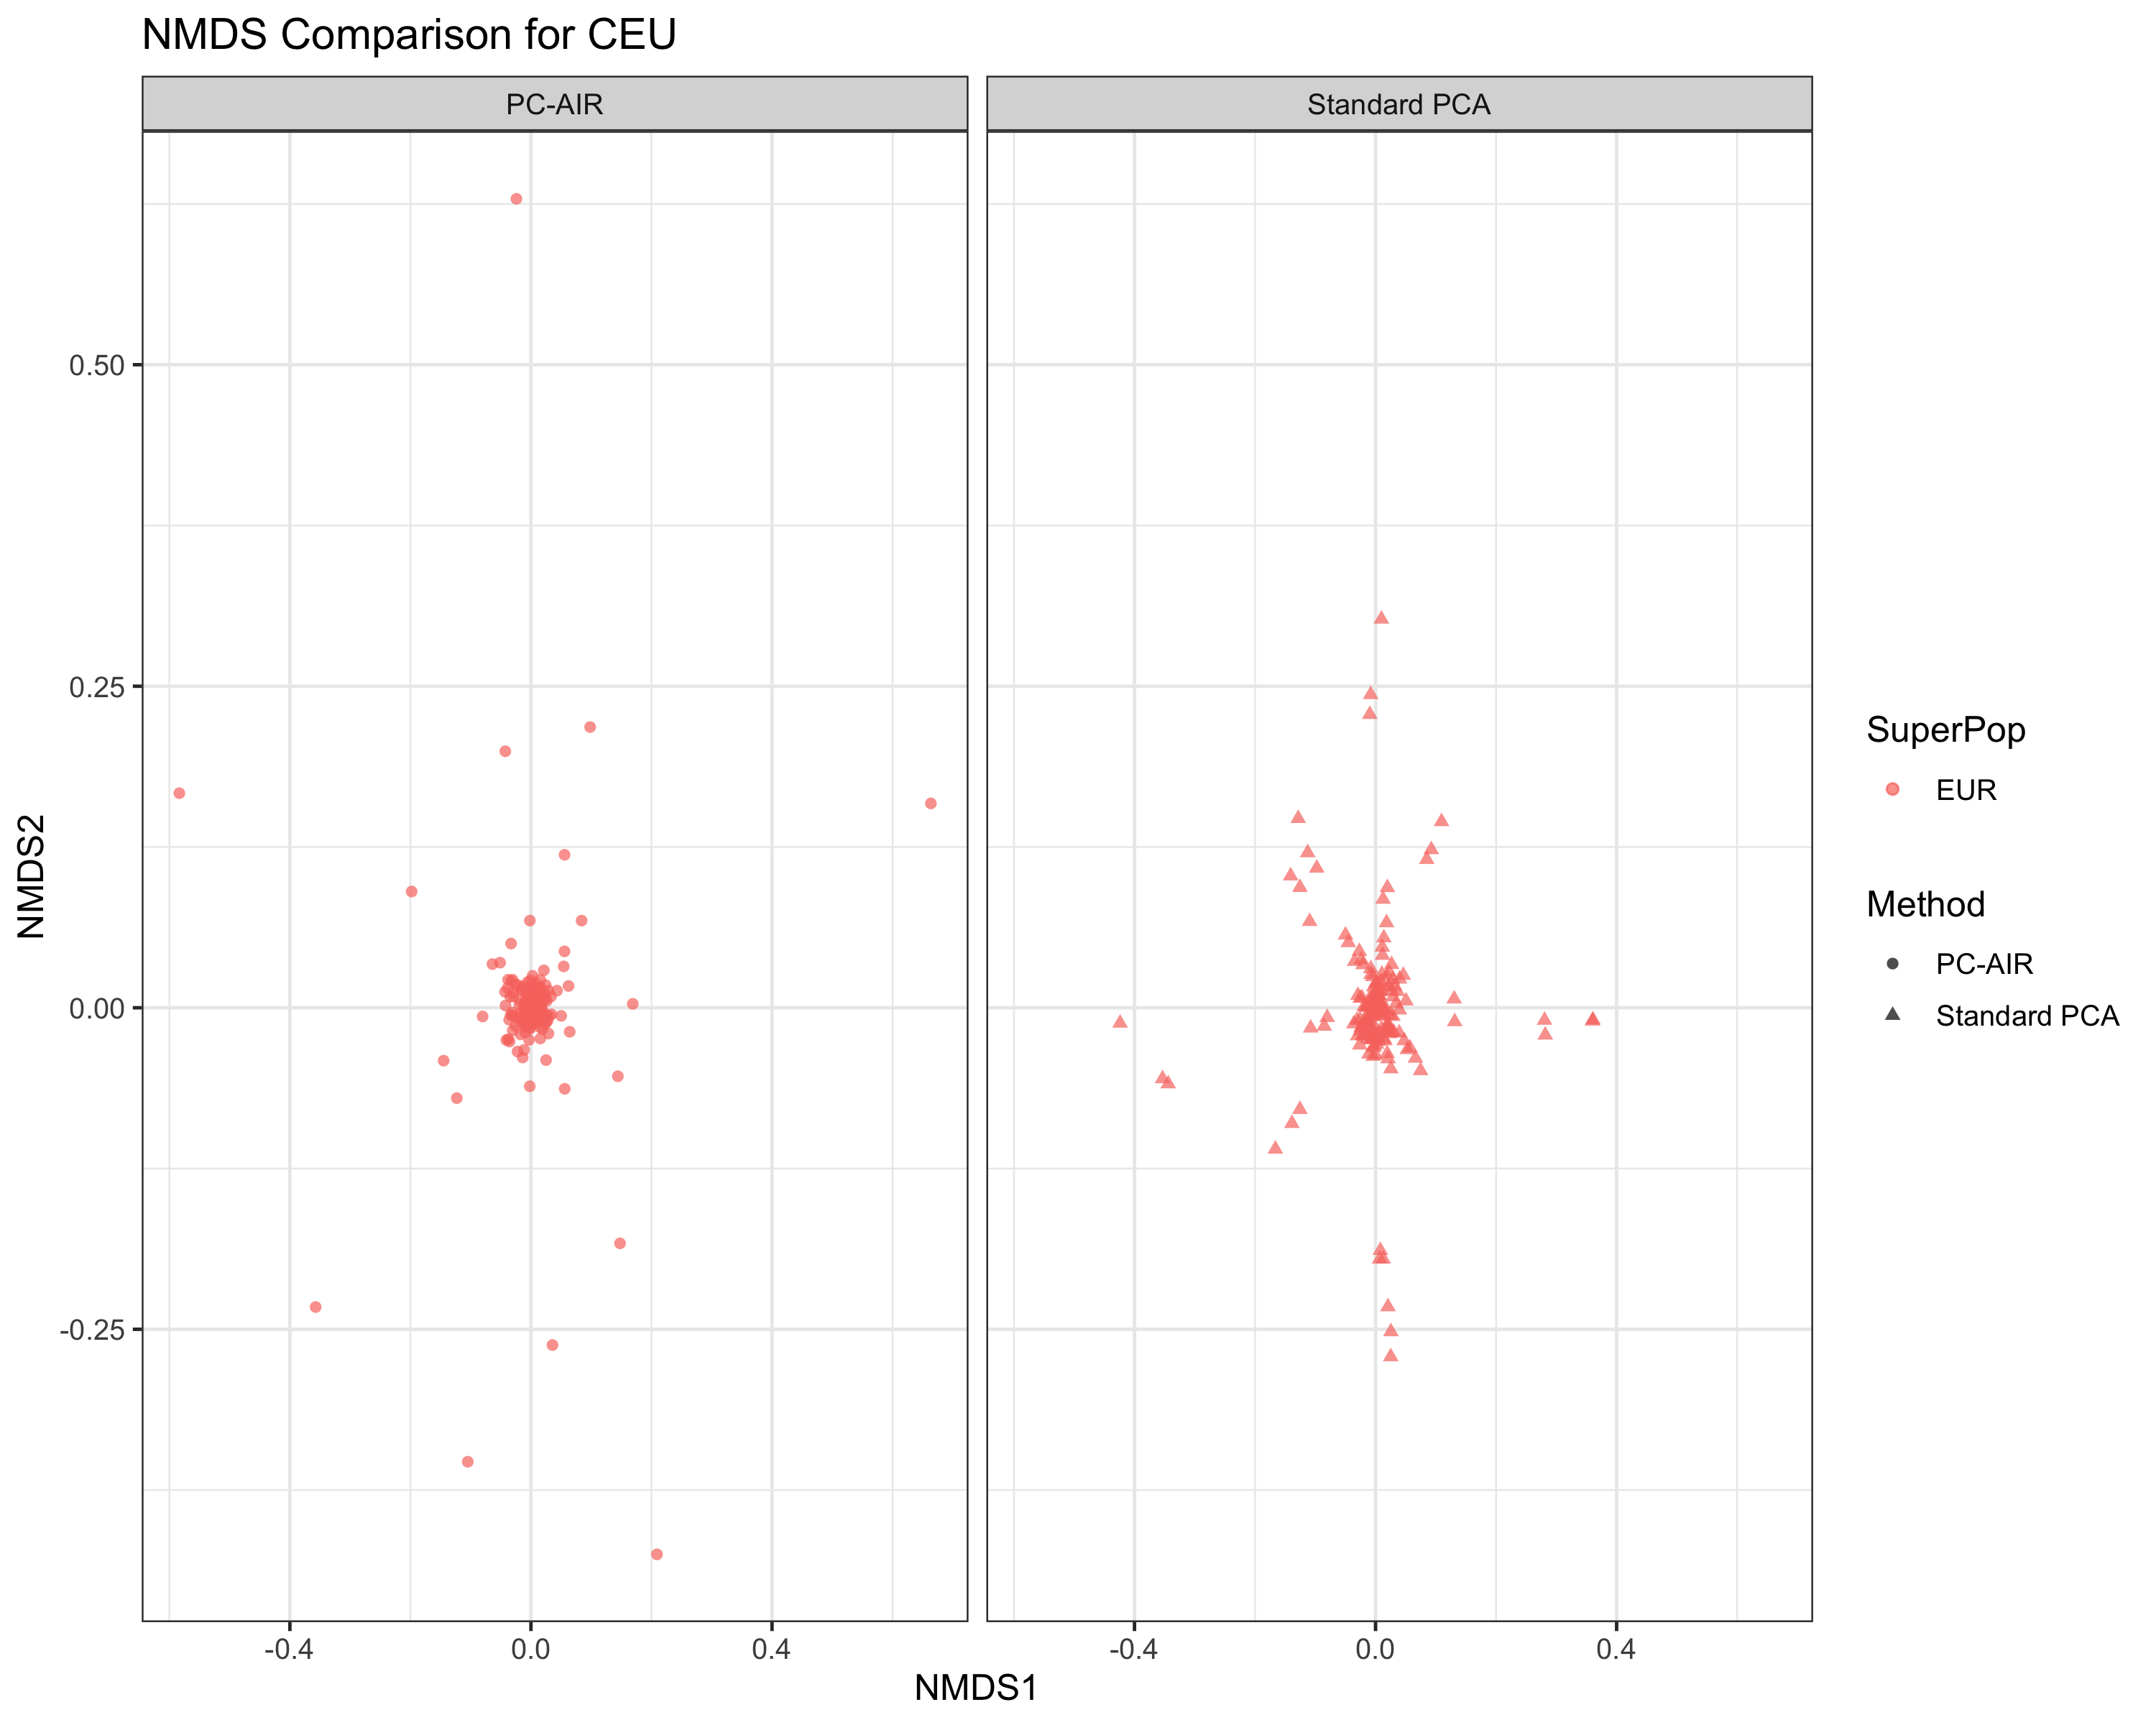 NMDS Comparison for CEU
PC-AIR
Standard PCA
0.50
0.25
0.00
-0.25
NMDS2
-0.4
0.0
0.4
-0.4
0.0
0.4
NMDS1
SuperPop
EUR
Method
PC-AIR
Standard PCA